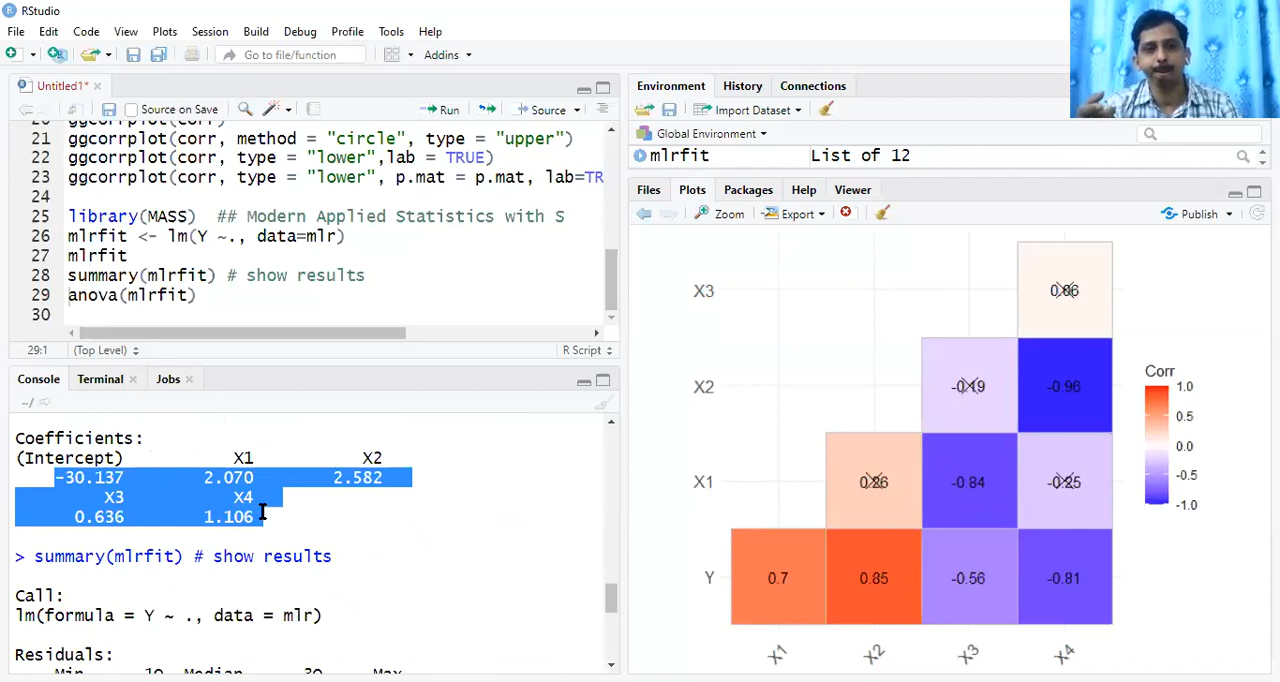 RStudio
File Edit Code View Plots Session Build Debug Profile Tools Help
Go to file/function Addins
Untitled1*
Source on Save Run Source
20 ggcorrplot(corr)
21 ggcorrplot(corr, method = "circle", type = "upper")
22 ggcorrplot(corr, type = "lower",lab = TRUE)
23 ggcorrplot(corr, type = "lower", p.mat = p.mat, lab=TR
24
25 library(MASS) ## Modern Applied Statistics with S
26 mlrfit <- lm(Y ~., data=mlr)
27 mlrfit
28 summary(mlrfit) # show results
29 anova(mlrfit)
30
29:1 (Top Level) R Script
Console Terminal Jobs
~/
Coefficients:
(Intercept) X1 X2
-30.137 2.070 2.582
X3 X4
0.636 1.106
> summary(mlrfit) # show results
Call:
lm(formula = Y ~ ., data = mlr)
Residuals:
Min 1Q Median 3Q Max
Environment History Connections
Import Dataset
Global Environment
mlrfit List of 12
Files Plots Packages Help Viewer
Zoom Export Publish
X3
X2 -0.19 -0.96
X1 0.26 -0.84 -0.25
Y 0.7 0.85 -0.56 -0.81
X1 X2 X3 X4
Corr
1.0
0.5
0.0
-0.5
-1.0